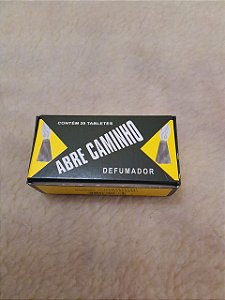 CONTÉM 20 TABLETES
ABRE CAMINHO
DEFUMADOR